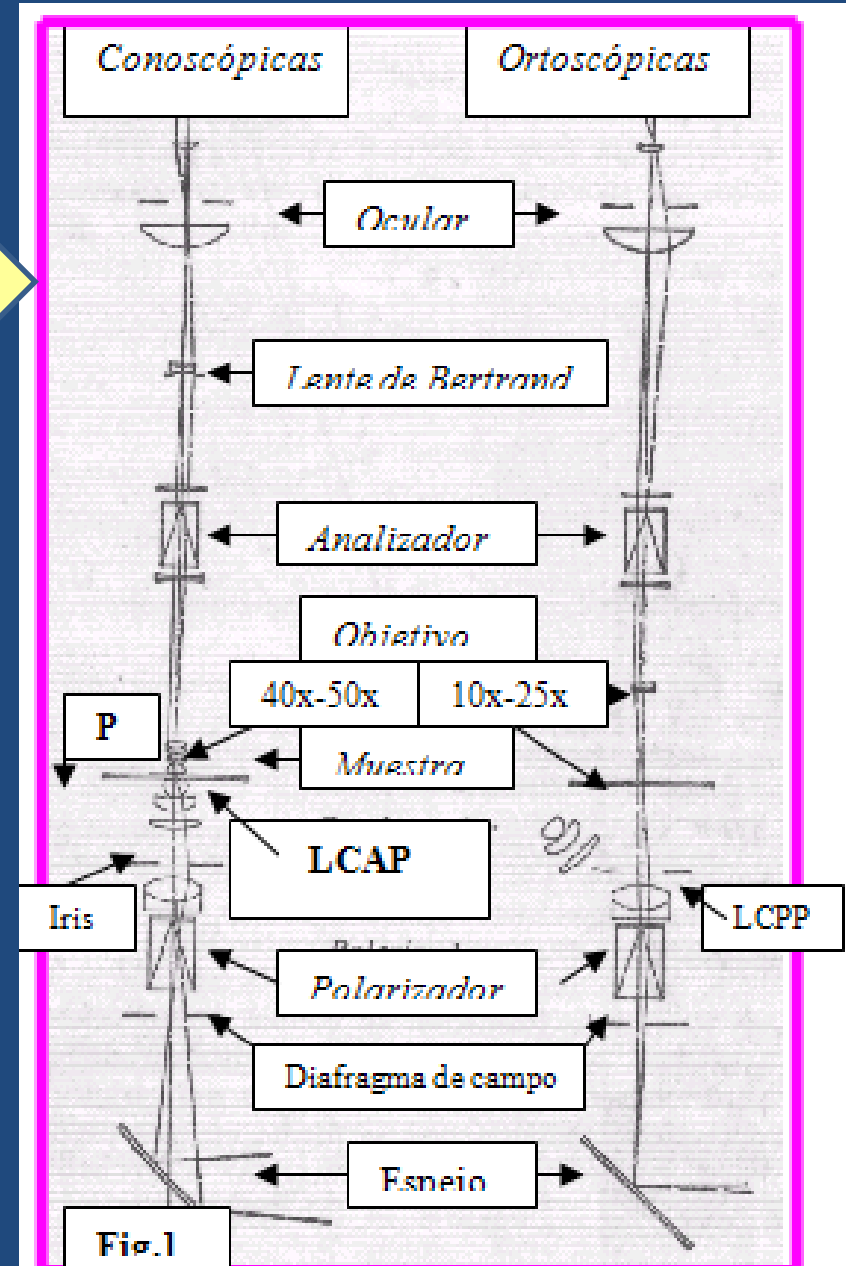 Conoscópicas
Ortoscópicas
Ocular
Lente de Bertrand
Analizador
Objetivo
40x-50x
10x-25x
P
Muestra
LCAP
Iris
LCPP
Polarizador
Diafragma de campo
Espejo
Fig.1